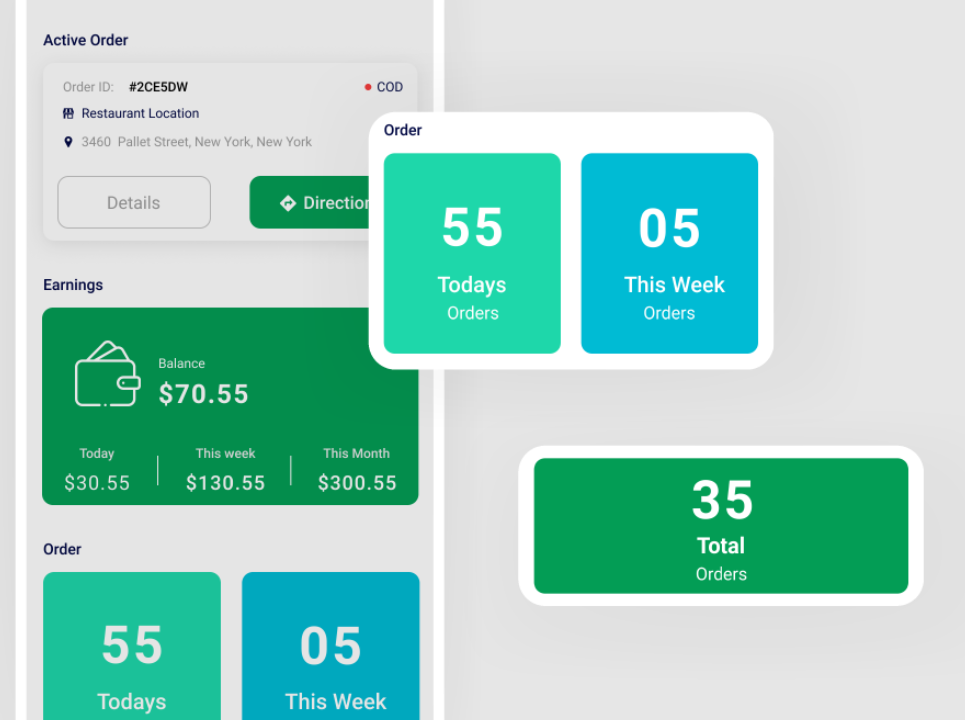 Active Order
Order ID: #2CE5DW COD
Restaurant Location
3460 Pallet Street, New York, New York
Details
Earnings
Balance
$70.55
Today This week This Month
$30.55 $130.55 $300.55
Order
55 05
Todays This Week
Order
55 05
Todays This Week
Orders Orders
35
Total
Orders